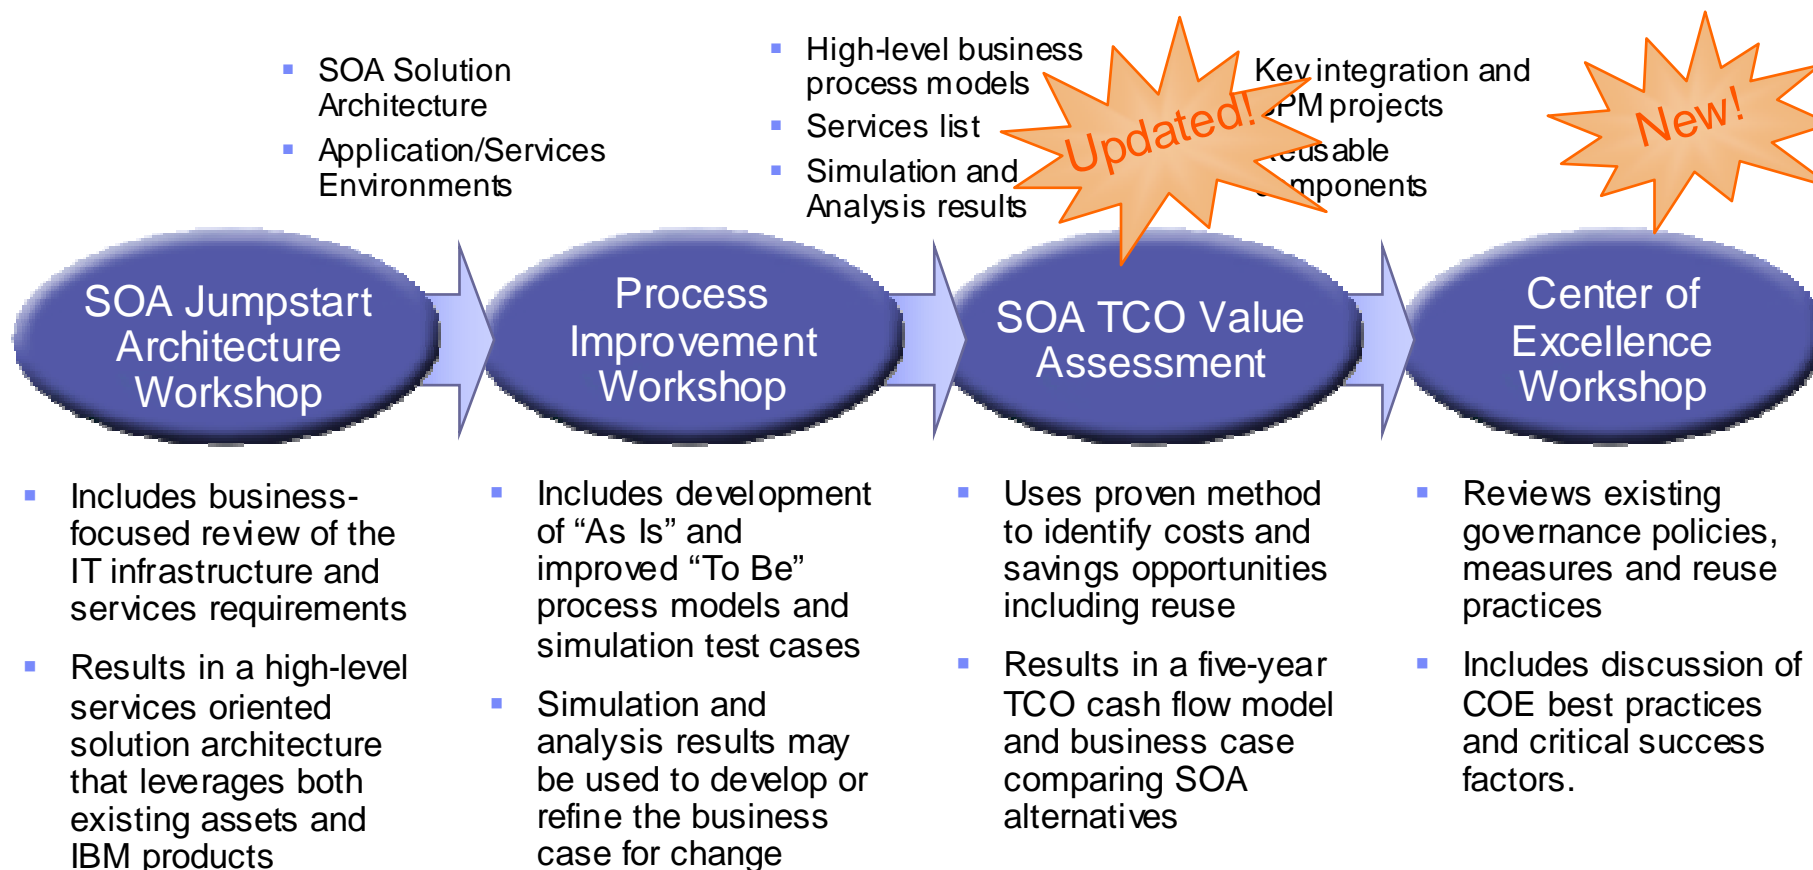 SOA Solution
Architecture
Application/Services
Environments
High-level business
process models
Services list
Simulation and
Analysis results
Updated!
Key integration and
projects
components
New!
SOA Jumpstart
Architecture
Workshop
Process
Improvement
Workshop
SOA TCO Value
Assessment
Center of
Excellence
Workshop
Includes business-
focused review of the
IT infrastructure and
services requirements
Results in a high-level
services oriented
solution architecture
that leverages both
existing assets and
IBM products
Includes development
of “As Is” and
improved “To Be”
process models and
simulation test cases
Simulation and
analysis results may
be used to develop or
refine the business
case for change
Uses proven method
to identify costs and
savings opportunities
including reuse
Results in a five-year
TCO cash flow model
and business case
comparing SOA
alternatives
Reviews existing
governance policies,
measures and reuse
practices
Includes discussion of
COE best practices
and critical success
factors.